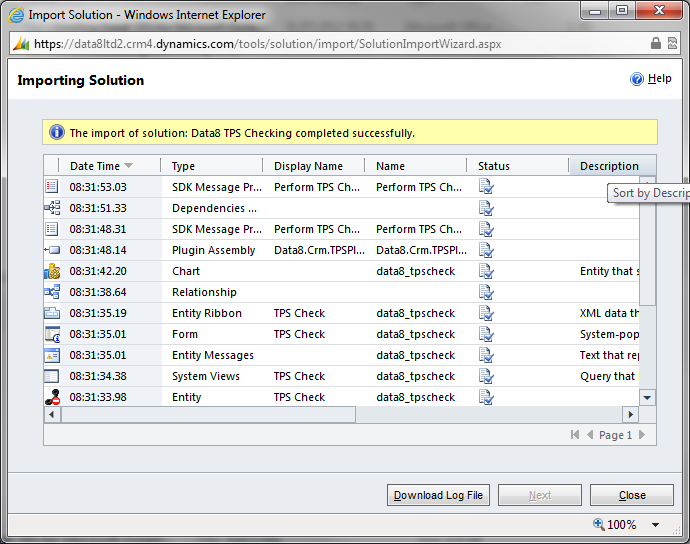 Import Solution - Windows Internet Explorer
https://data8ltd2.crm4.dynamics.com/tools/solution/import/SolutionImportWizard.aspx
Importing Solution
Help
The import of solution: Data8 TPS Checking completed successfully.
Date Time Type Display Name Name Status Description
Sort by Descrip
08:31:53.03 SDK Message Pr... Perform TPS Ch... Perform TPS Ch...
08:31:51.33 Dependencies ...
08:31:48.31 SDK Message Pr... Perform TPS Ch... Perform TPS Ch...
08:31:48.14 Plugin Assembly Data8.Crm.TPSPl... Data8.Crm.TPSPl...
08:31:42.20 Chart data8_tpscheck Entity that s
08:31:38.64 Relationship
08:31:35.19 Entity Ribbon TPS Check data8_tpscheck XML data th
08:31:35.01 Form TPS Check data8_tpscheck System-pop
08:31:35.01 Entity Messages data8_tpscheck Text that rep
08:31:34.38 System Views TPS Check data8_tpscheck Query that
08:31:33.98 Entity TPS Check data8_tpscheck
Page 1
Download Log File Next Close
100%